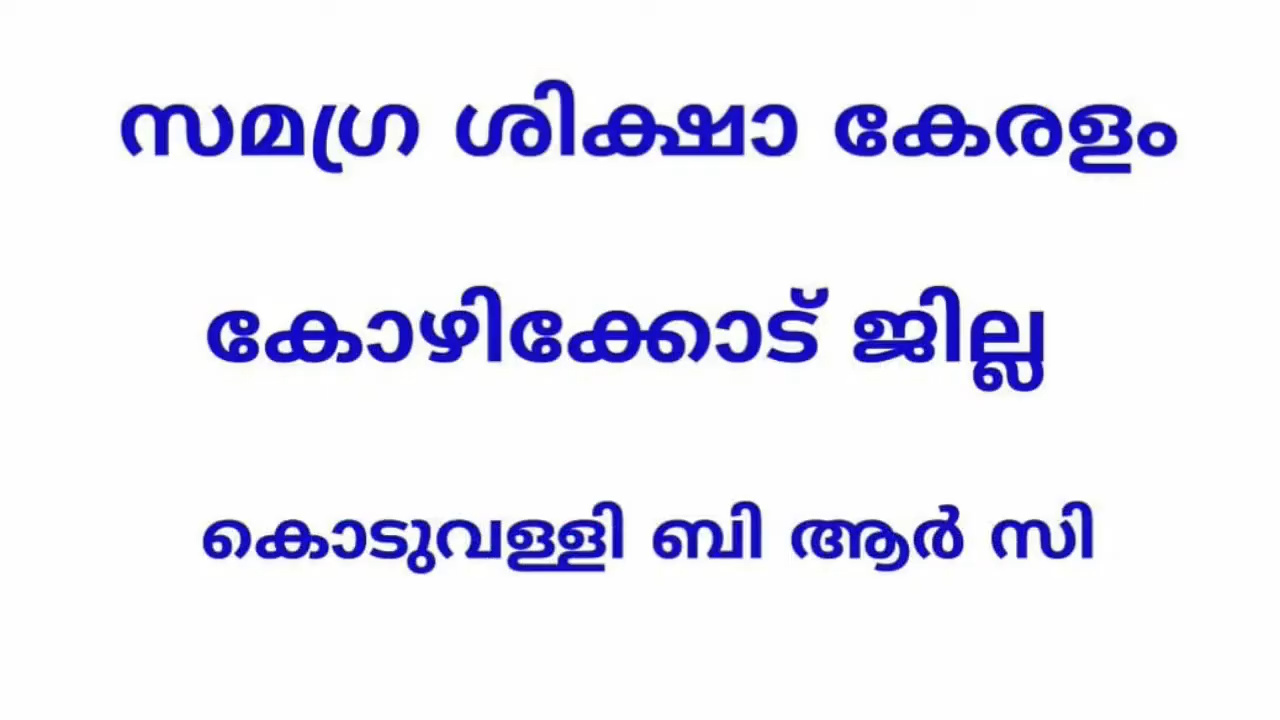 സമഗ്ര ശിക്ഷാ കേരളം
കോഴിക്കോട് ജില്ല
കൊടുവള്ളി ബി ആർ സി